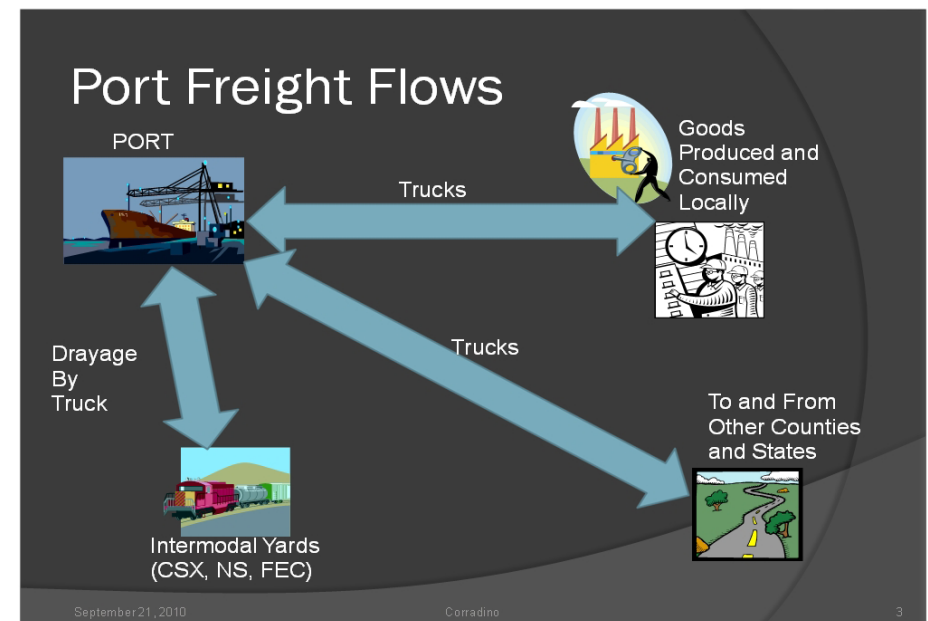 Port Freight Flows
PORT
Trucks
Goods
Produced and
Consumed
Locally
Drayage
By
Truck
Trucks
To and From
Other Counties
and States
Intermodal Yards
(CSX, NS, FEC)
September 21, 2010
Corradino
3